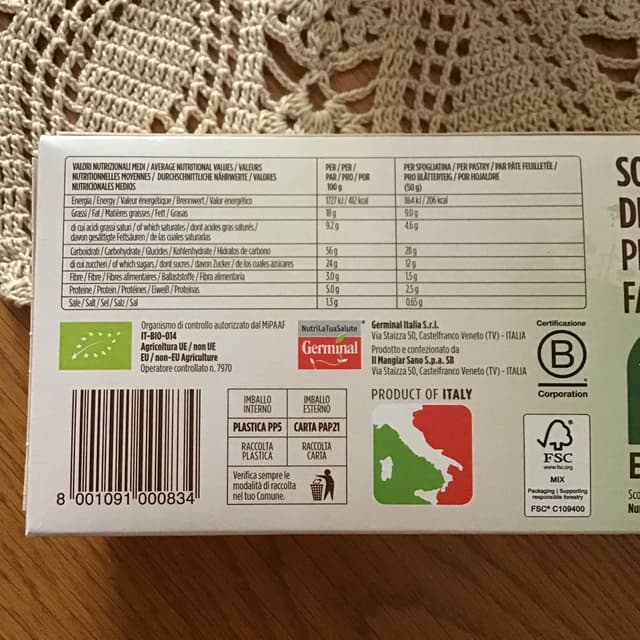 VALORI NUTRIZIONALI MEDI / AVERAGE NUTRITIONAL VALUES / VALEURS
NUTRITIONNELLES MOYENNES / DURCHSCHNITTLICHE NÄHRWERTE / VALORES
NUTRICIONALES MEDIOS
PER / PER /
PAR / PRO / POR
100 g
PER SFOGLIATINA / PER PASTRY / PAR PÂTE FEUILLETÉE /
PRO BLÄTTERTEIG / POR HOJALDRE
(50 g)
Energia / Energy / Valeur énergétique / Brennwert / Valor energético 1727 kJ / 412 kcal 864 kJ / 206 kcal
Grassi / Fat / Matières grasses / Fett / Grasas 18 g 9.0 g
di cui acidi grassi saturi / of which saturates / dont acides gras saturés / 9.2 g 4.6 g
davon gesättigte Fettsäuren / de las cuales saturadas
Carboidrati / Carbohydrate / Glucides / Kohlenhydrate / Hidratos de carbono 56 g 28 g
di cui zuccheri / of which sugars / dont sucres / davon Zucker / de los cuales azúcares 24 g 12 g
Fibre / Fibre / Fibres alimentaires / Ballaststoffe / Fibra alimentaria 3.0 g 1.5 g
Proteine / Protein / Protéines / Eiweiß / Proteínas 5.0 g 2.5 g
Sale / Salt / Sel / Salz / Sal 1.3 g 0.65 g
Organismo di controllo autorizzato dal MiPAAF
IT-BIO-014
Agricoltura UE / non UE
EU / non-EU Agriculture
Operatore controllato n. 7970
NutriLaTuaSalute
Germinal
Germinal Italia S.r.l.
Via Staizza 50, Castelfranco Veneto (TV) - ITALIA
Prodotto e confezionato da
Il Mangiar Sano S.p.a. SB
Via Staizza 50, Castelfranco Veneto (TV) - ITALIA
Certificazione
B
Corporation
8 001091 000834
IMBALLO
INTERNO
IMBALLO
ESTERNO
PLASTICA PP5
CARTA PAP21
RACCOLTA
PLASTICA
RACCOLTA
CARTA
Verifica sempre le
modalità di raccolta
nel tuo Comune.
PRODUCT OF ITALY
FSC
www.fsc.org
MIX
Packaging | Supporting
responsible forestry
FSC® C109400